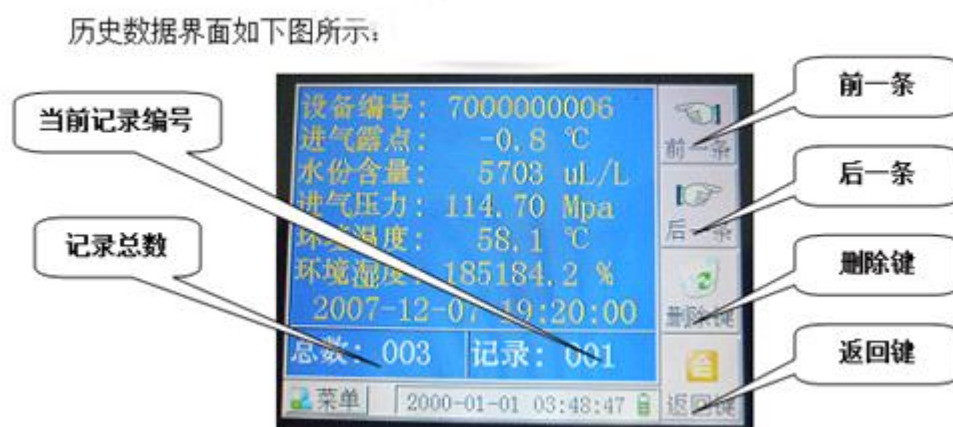 历史数据界面如下图所示：
当前记录编号
记录总数
设备编号：7000000006
进气露点：-0.8 ℃
水份含量：5703 uL/L
进气压力：114.70 Mpa
环境温度：58.1 ℃
环境湿度：185184.2 %
2007-12-07 19:20:00
总数：003 记录：001
菜单 2000-01-01 03:48:47
前一条
后一条
删除键
返回键
前一条
后一条
删除键
返回键